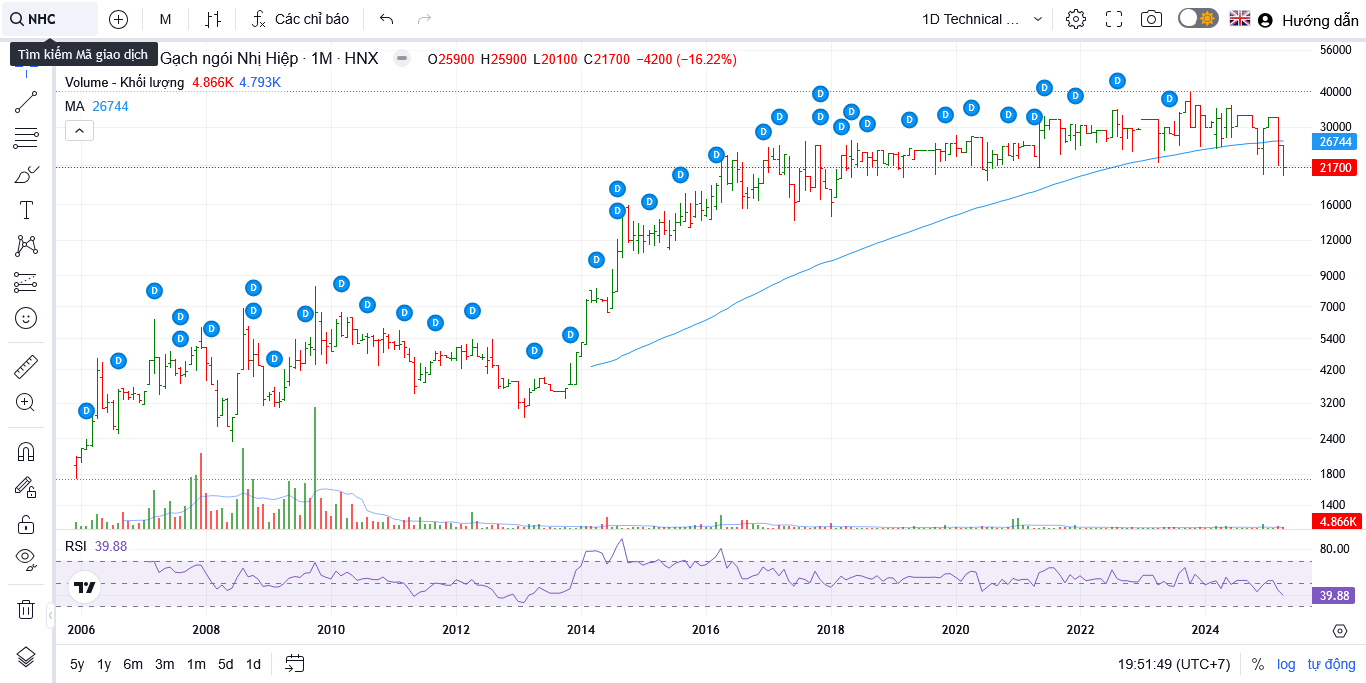 NHC
M
Các chỉ báo
1D Technical ...
Hướng dẫn
Tìm kiếm Mã giao dịch
Gạch ngói Nhị Hiệp · 1M · HNX
O25900 H25900 L20100 C21700 −4200 (−16.22%)
Volume - Khối lượng 4.866K 4.793K
MA 26744
56000
40000
30000
26744
21700
16000
12000
9000
7000
5400
4200
3200
2400
1800
1400
4.866K
D D D D D D D D D D D D D D D D D D D D D D D D D D D D D D D D D D D D D D D D
RSI 39.88
80.00
39.88
2006 2008 2010 2012 2014 2016 2018 2020 2022 2024
5y 1y 6m 3m 1m 5d 1d
19:51:49 (UTC+7) % log tự động